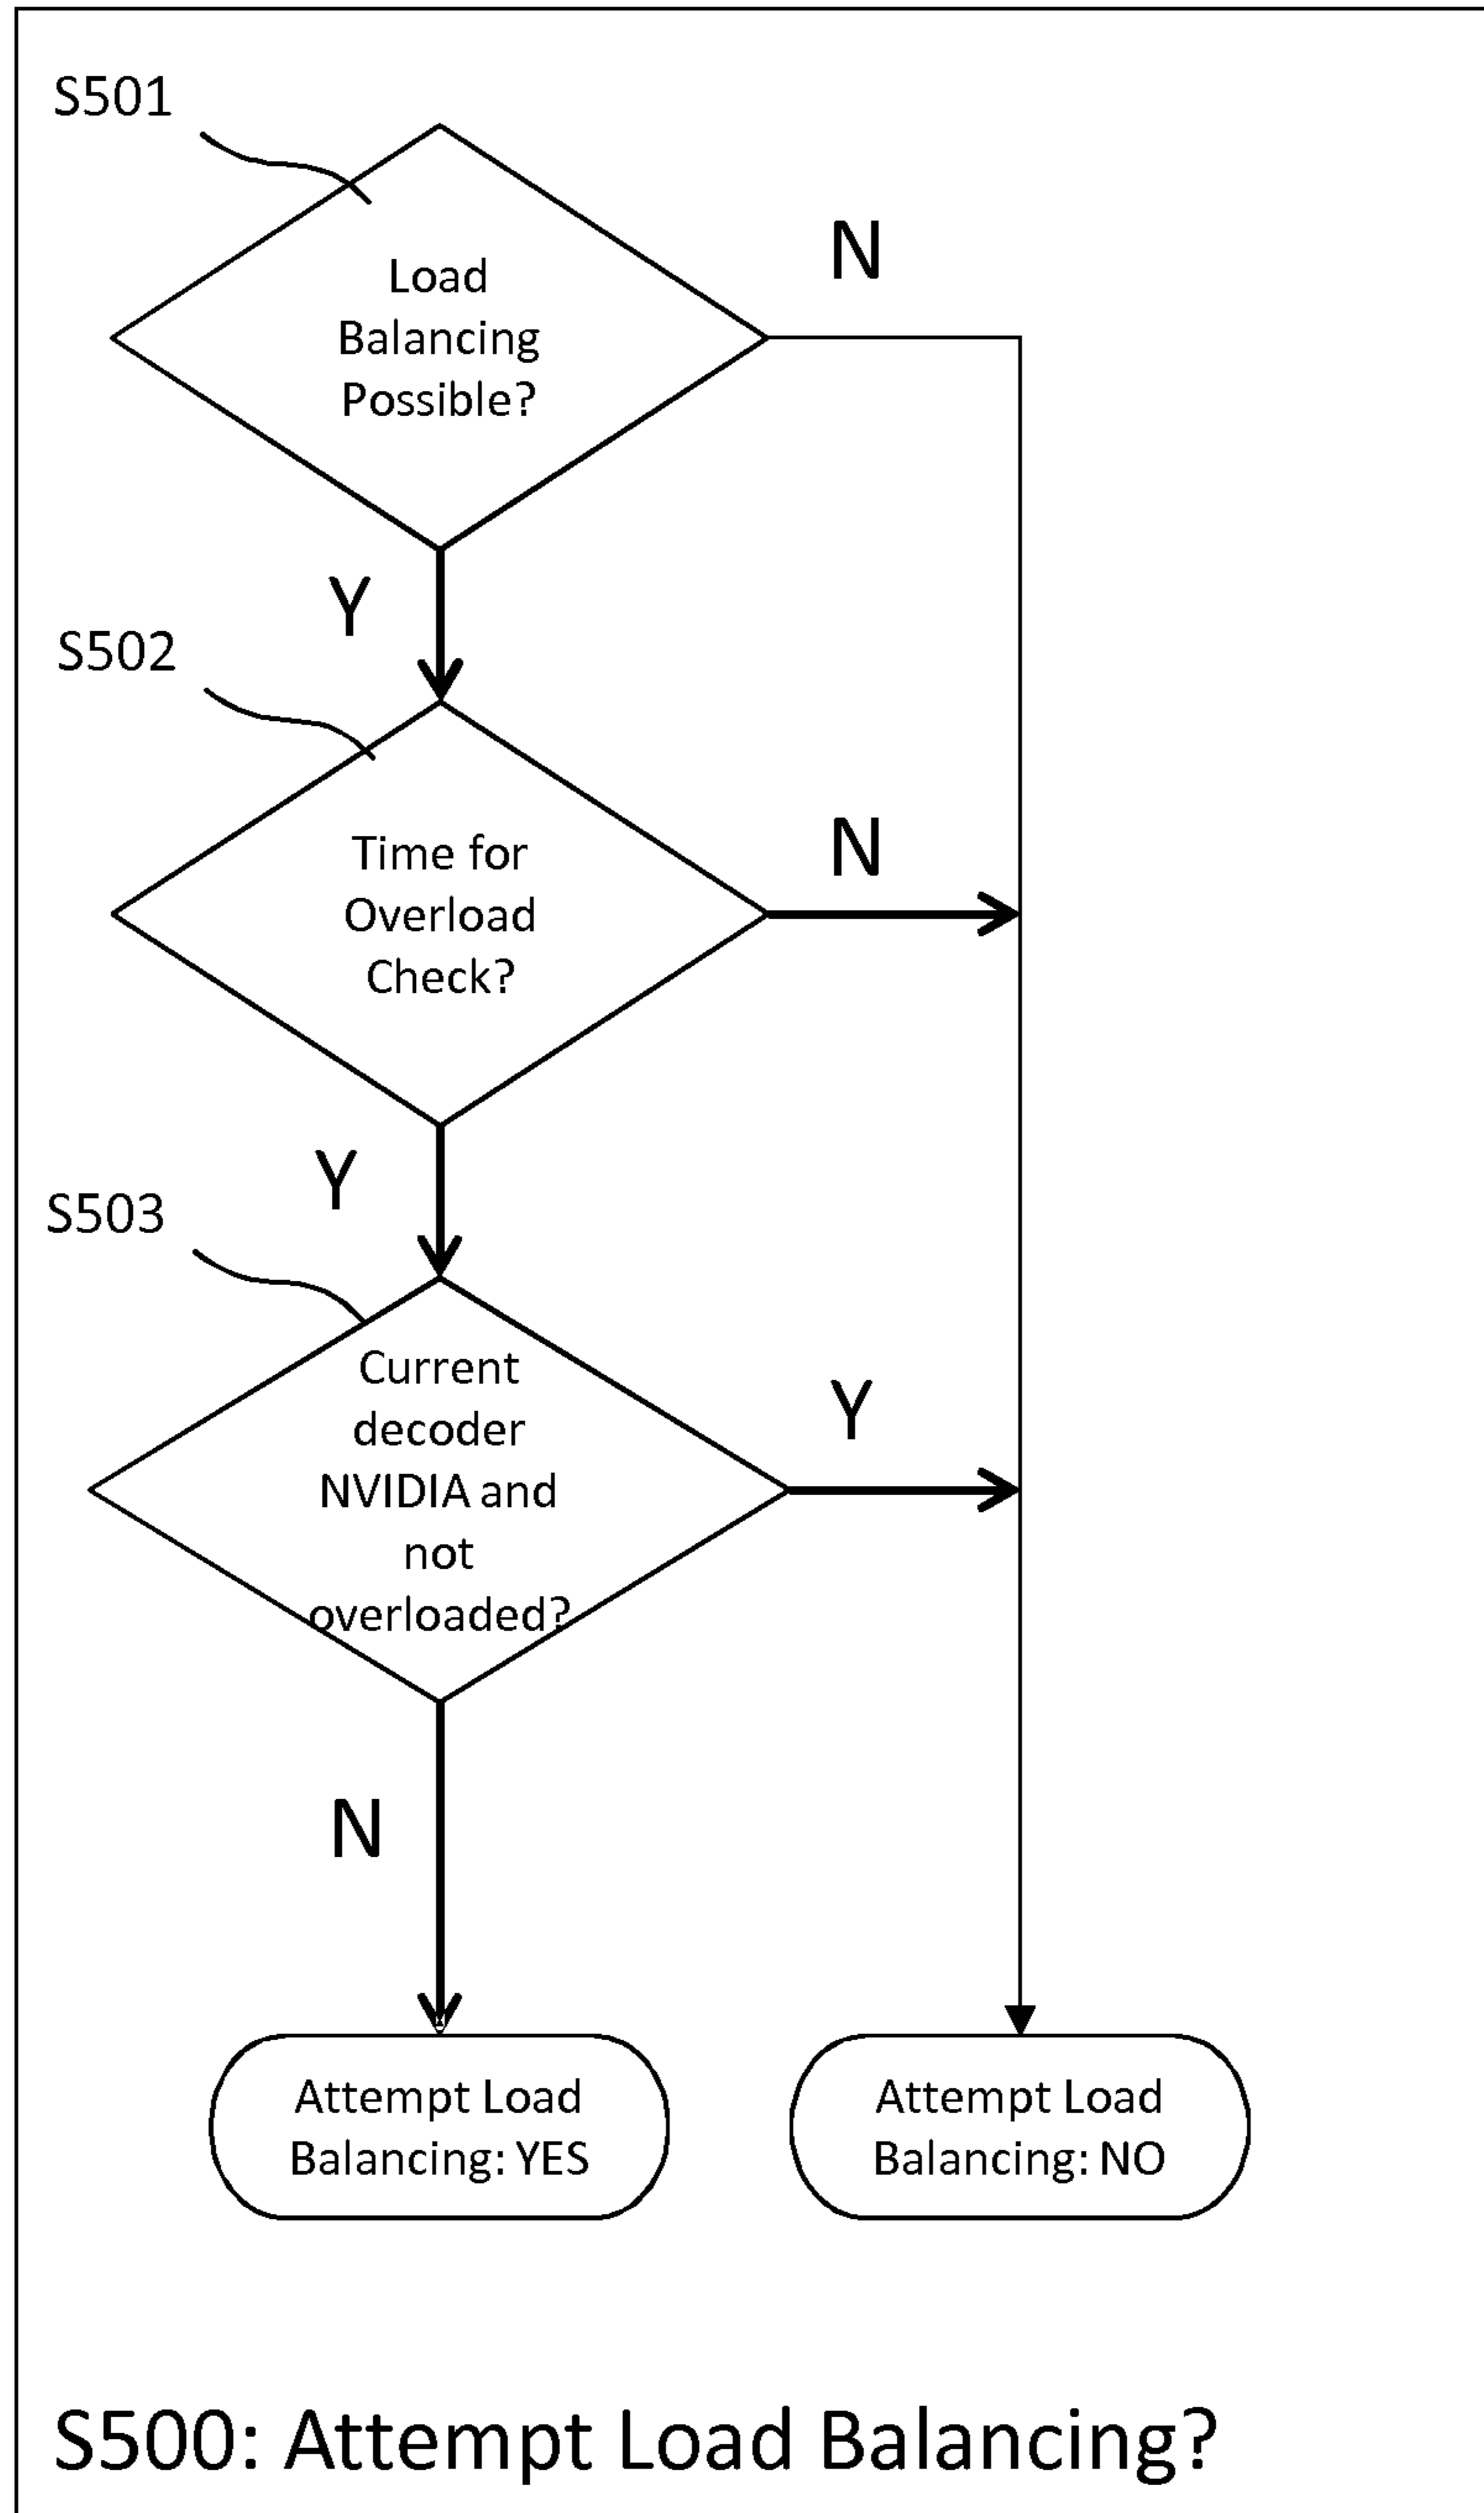 S501
Load
Balancing
Possible?
N
Y
S502
Time for
Overload
Check?
N
Y
S503
Current
decoder
NVIDIA and
not
overloaded?
Y
N
Attempt Load
Balancing: YES
Attempt Load
Balancing: NO
S500: Attempt Load Balancing?